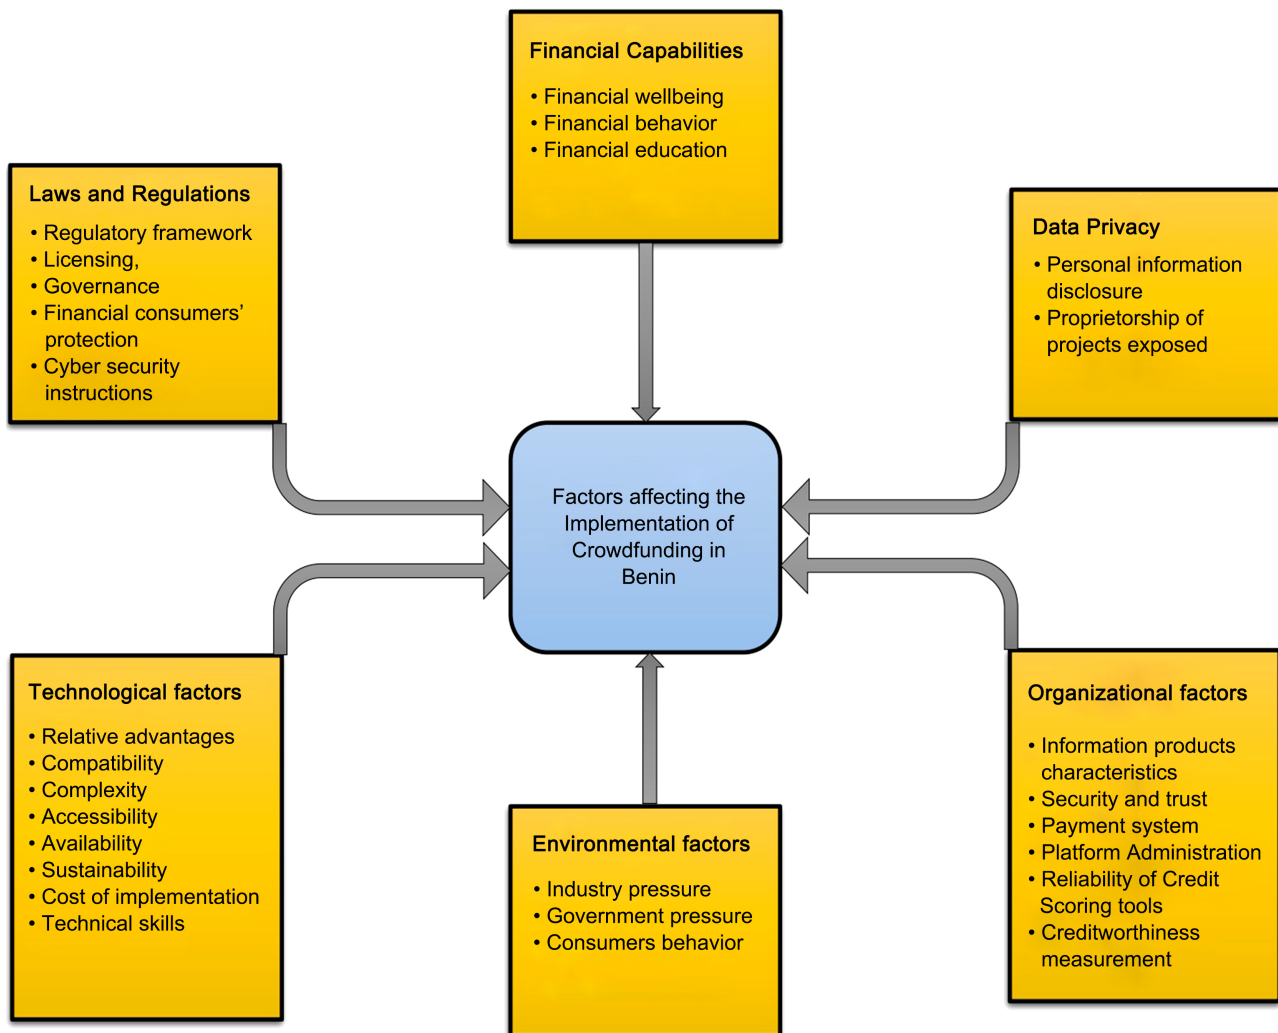 Financial Capabilities
• Financial wellbeing
• Financial behavior
• Financial education
Laws and Regulations
• Regulatory framework
• Licensing,
• Governance
• Financial consumers’
protection
• Cyber security
instructions
Data Privacy
• Personal information
disclosure
• Proprietorship of
projects exposed
Factors affecting the
Implementation of
Crowdfunding in
Benin
Technological factors
• Relative advantages
• Compatibility
• Complexity
• Accessibility
• Availability
• Sustainability
• Cost of implementation
• Technical skills
Environmental factors
• Industry pressure
• Government pressure
• Consumers behavior
Organizational factors
• Information products
characteristics
• Security and trust
• Payment system
• Platform Administration
• Reliability of Credit
Scoring tools
• Creditworthiness
measurement